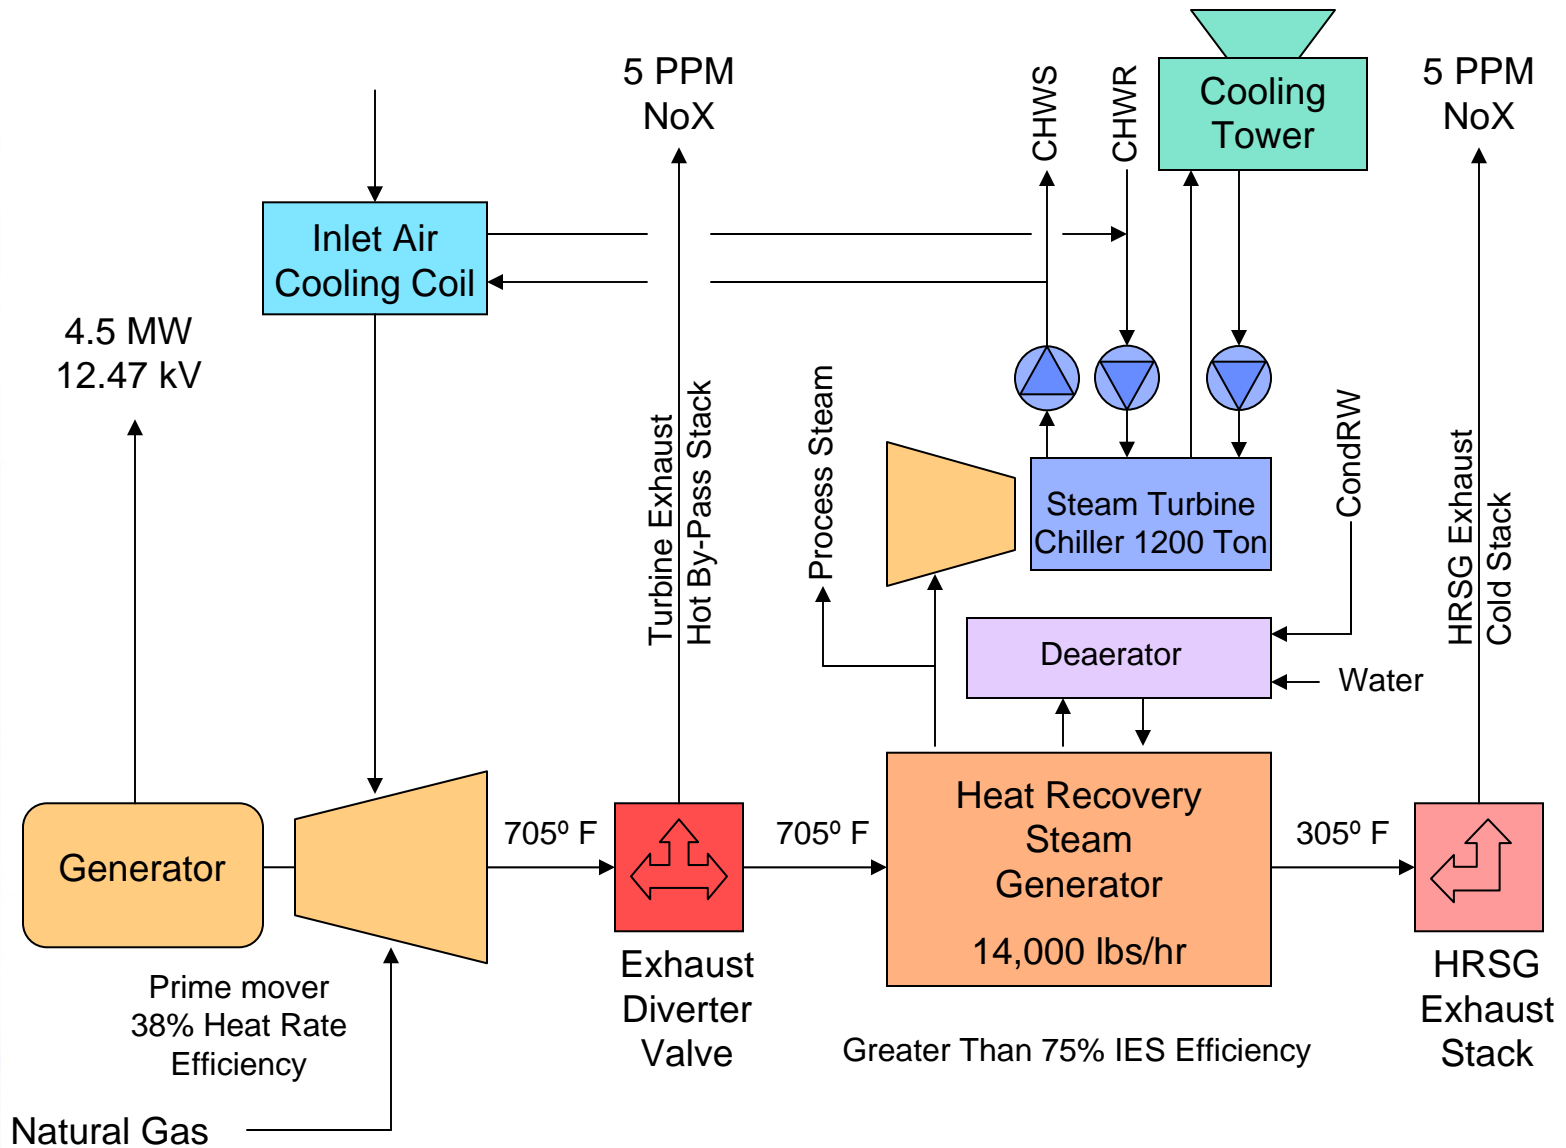 5 PPM
NoX
CHWS
CHWR
Cooling
Tower
5 PPM
NoX
Inlet Air
Cooling Coil
4.5 MW
12.47 kV
Turbine Exhaust
Hot By-Pass Stack
Process Steam
Steam Turbine
Chiller 1200 Ton
CondRW
HRSG Exhaust
Cold Stack
Deaerator
Water
Generator
705º F
705º F
Heat Recovery
Steam
Generator
14,000 lbs/hr
305º F
Prime mover
38% Heat Rate
Efficiency
Exhaust
Diverter
Valve
Greater Than 75% IES Efficiency
HRSG
Exhaust
Stack
Natural Gas